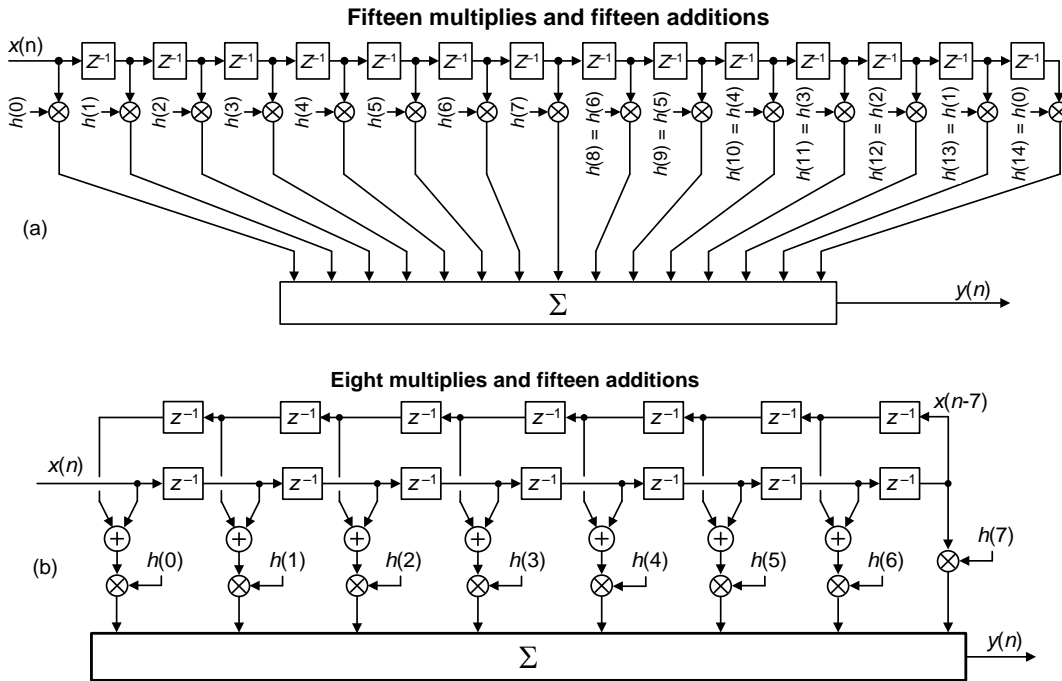 Fifteen multiplies and fifteen additions
x(n)
z⁻¹ z⁻¹ z⁻¹ z⁻¹ z⁻¹ z⁻¹ z⁻¹ z⁻¹ z⁻¹ z⁻¹ z⁻¹ z⁻¹ z⁻¹ z⁻¹
h(0) h(1) h(2) h(3) h(4) h(5) h(6) h(7) h(8) = h(6) h(9) = h(5) h(10) = h(4) h(11) = h(3) h(12) = h(2) h(13) = h(1) h(14) = h(0)
(a)
Σ
y(n)
Eight multiplies and fifteen additions
z⁻¹ z⁻¹ z⁻¹ z⁻¹ z⁻¹ z⁻¹ z⁻¹ x(n-7)
x(n)
z⁻¹ z⁻¹ z⁻¹ z⁻¹ z⁻¹ z⁻¹ z⁻¹
+ + + + + + +
(b)
h(0) h(1) h(2) h(3) h(4) h(5) h(6) h(7)
Σ
y(n)